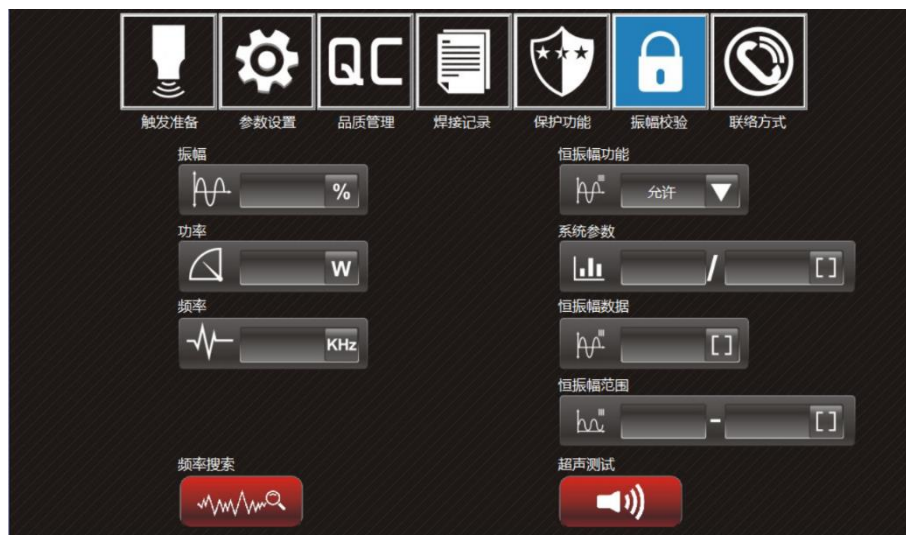 QC
触发准备 参数设置 品质管理 焊接记录 保护功能 振幅校验 联络方式
振幅
%
恒振幅功能
允许
功率
W
系统参数
/ []
频率
KHz
恒振幅数据
[]
恒振幅范围
- []
频率搜索
超声测试